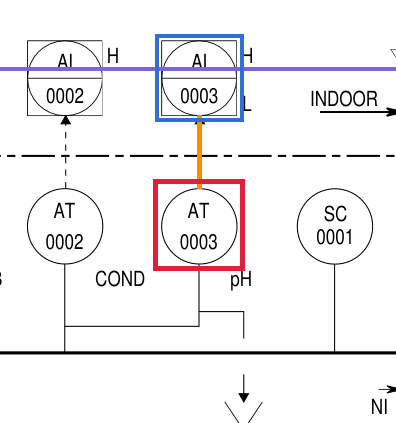 AI H AI H
0002 0003 L INDOOR
AT AT SC
0002 0003 0001
COND pH
NI